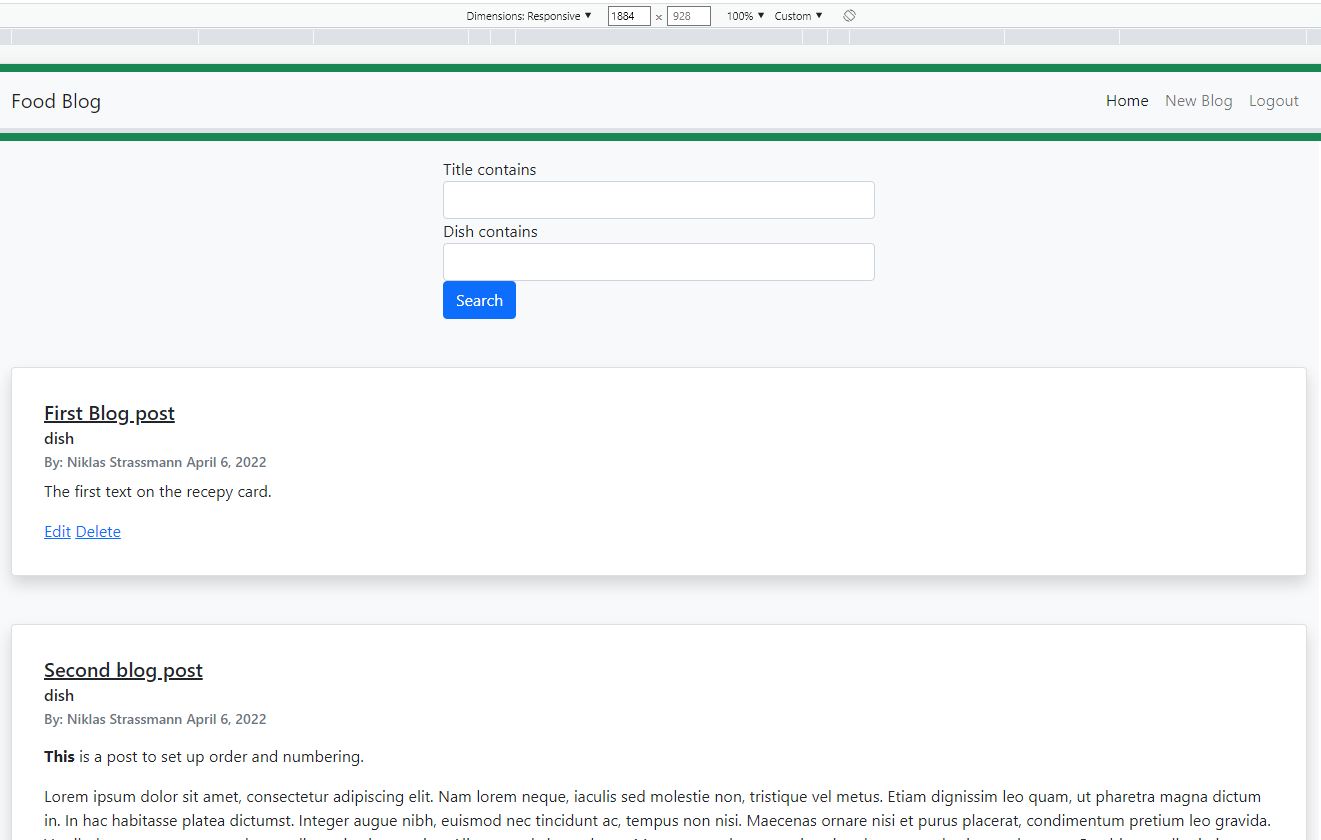 Dimensions: Responsive ▼ 1884 × 928 100% ▼ Custom ▼
Food Blog Home New Blog Logout
Title contains
Dish contains
Search
First Blog post
dish
By: Niklas Strassmann April 6, 2022
The first text on the recepy card.
Edit Delete
Second blog post
dish
By: Niklas Strassmann April 6, 2022
This is a post to set up order and numbering.
Lorem ipsum dolor sit amet, consectetur adipiscing elit. Nam lorem neque, iaculis sed molestie non, tristique vel metus. Etiam dignissim leo quam, ut pharetra magna dictum
in. In hac habitasse platea dictumst. Integer augue nibh, euismod nec tincidunt ac, tempus non nisi. Maecenas ornare nisi et purus placerat, condimentum pretium leo gravida.